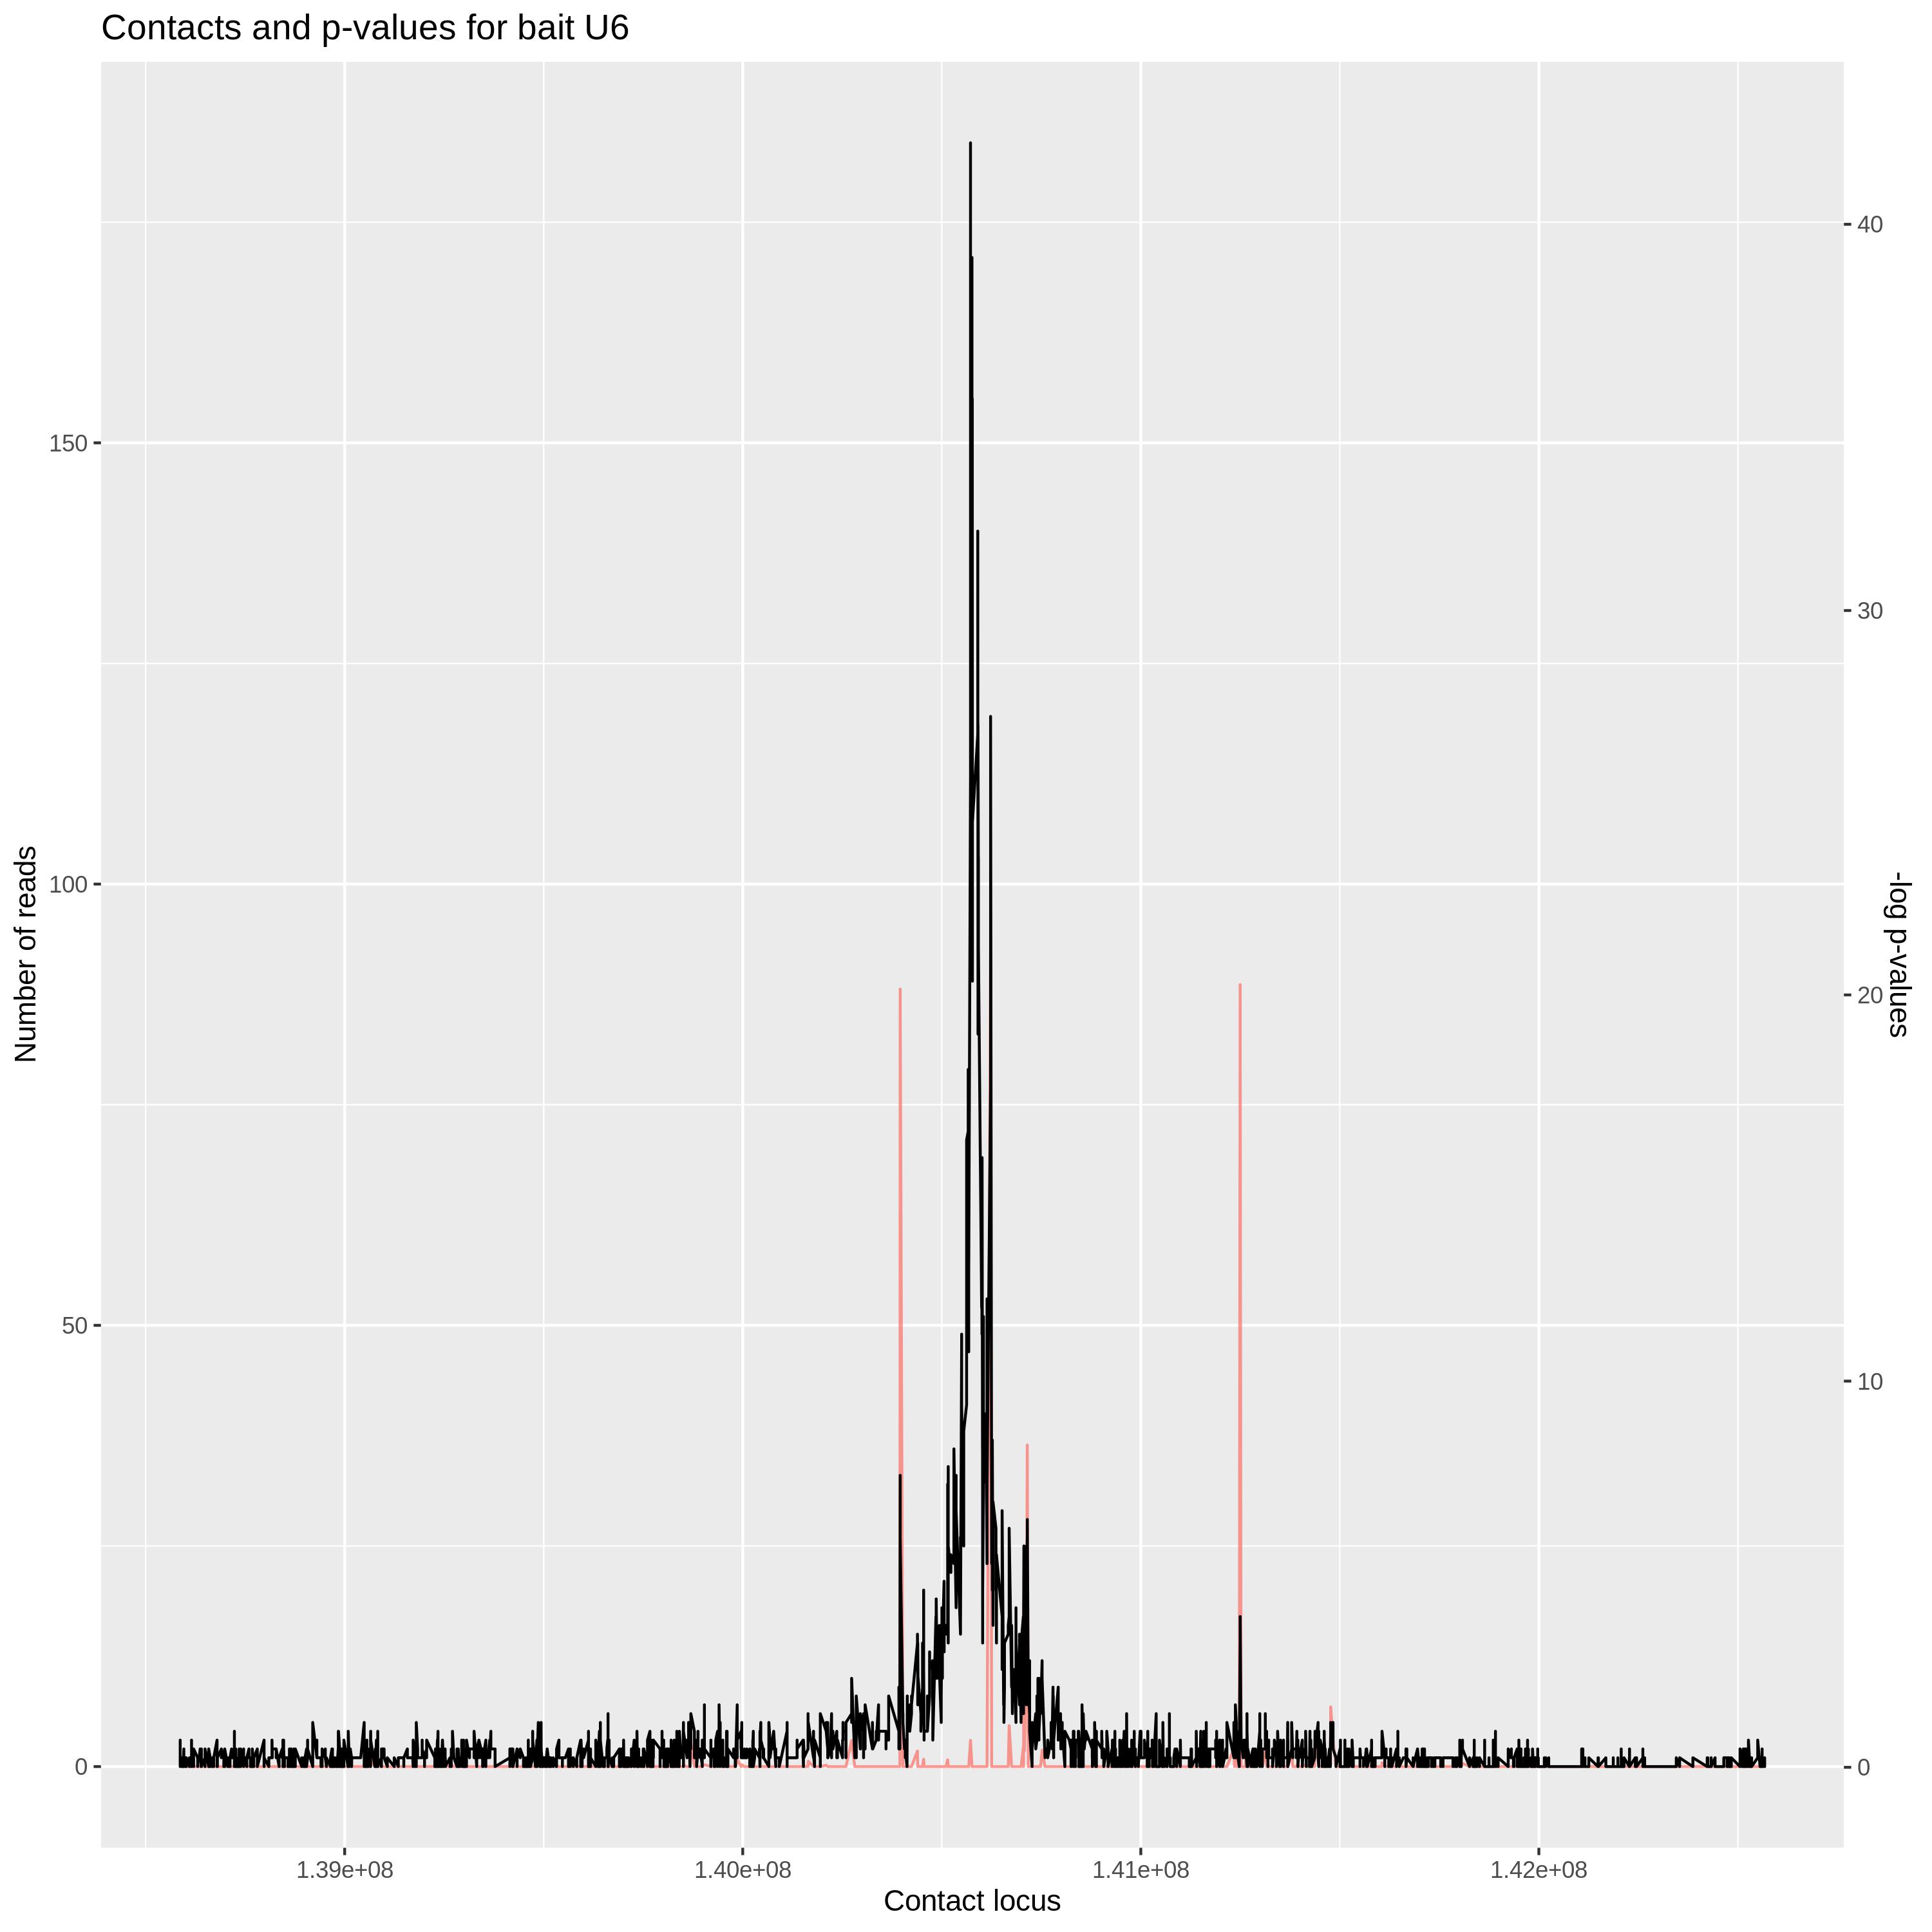 Contacts and p-values for bait U6
150
100
50
0
40
30
20
10
0
Number of reads
-log p-values
1.39e+08
1.40e+08
1.41e+08
1.42e+08
Contact locus